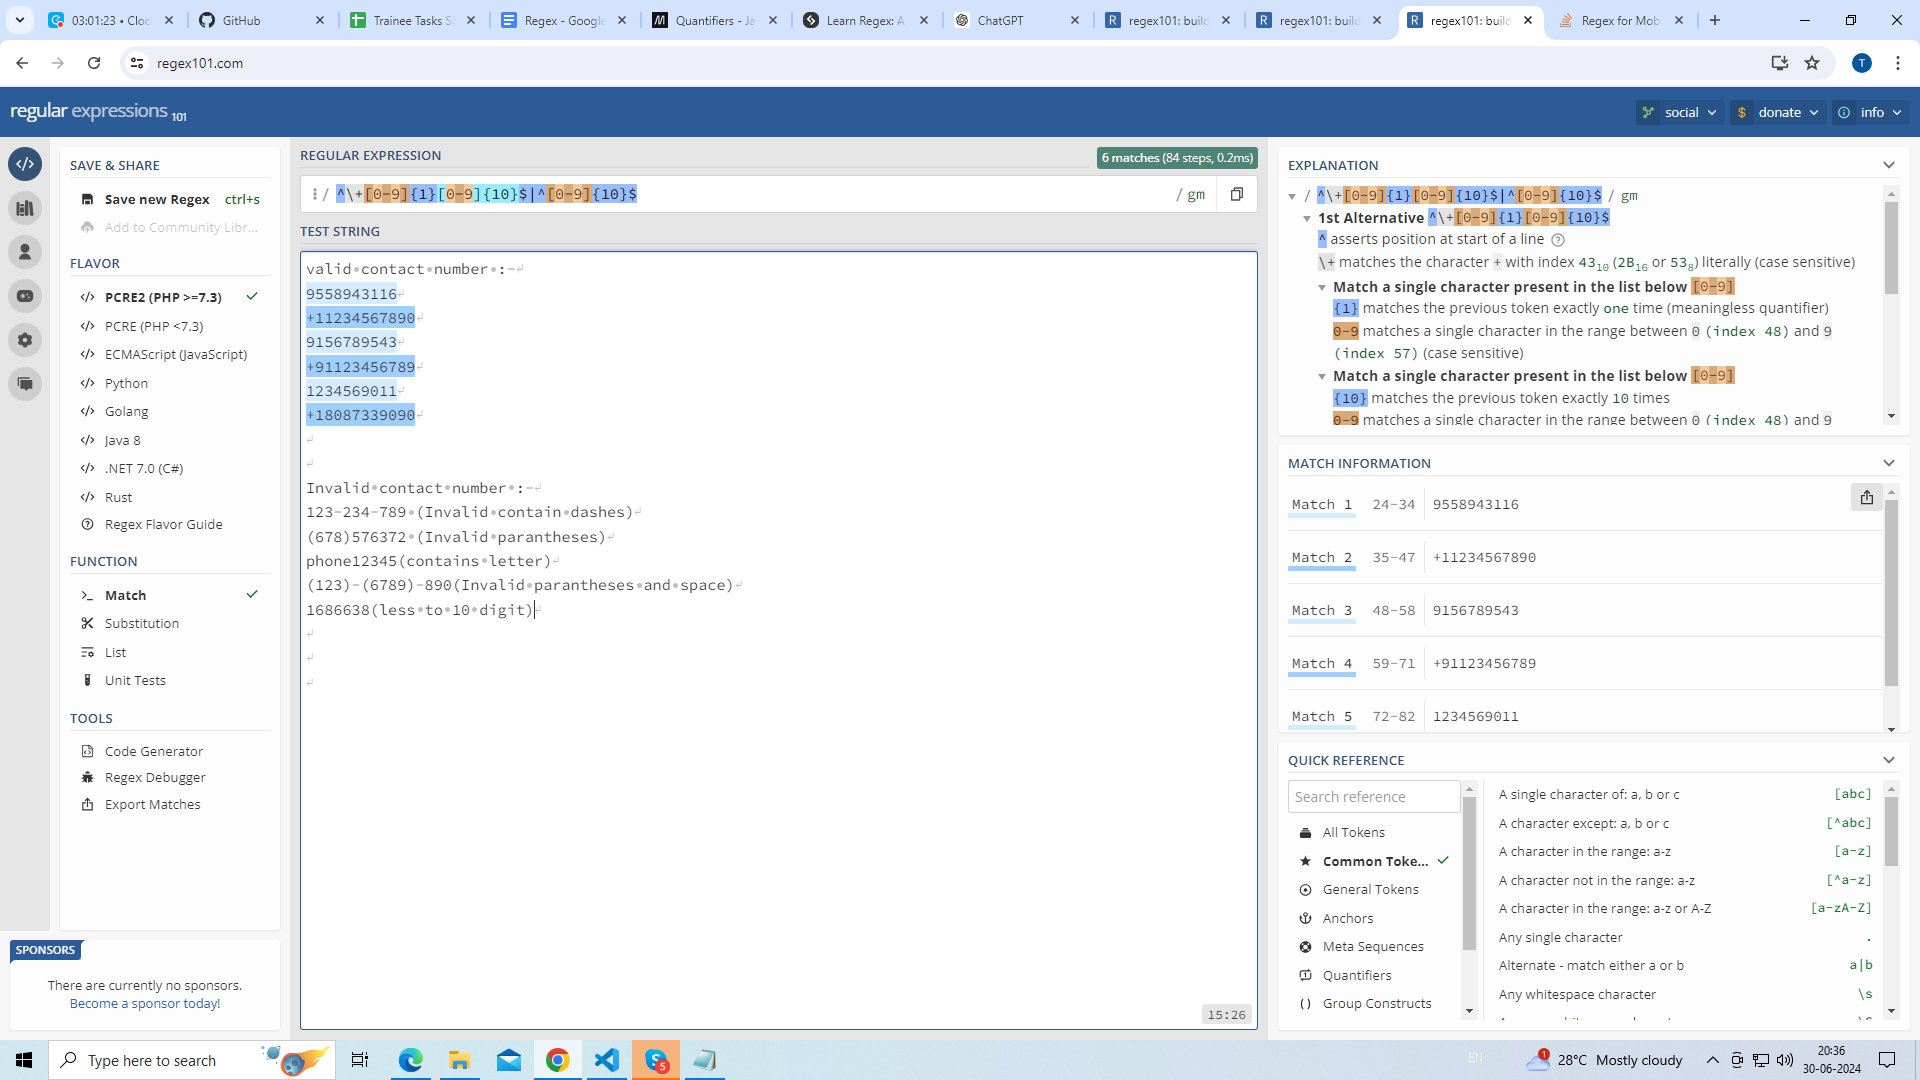 03:01:23 • Cloc
GitHub
Trainee Tasks S
Regex - Google
Quantifiers - Ja
Learn Regex: A
ChatGPT
regex101: build
regex101: build
regex101: build
Regex for Mobi
regex101.com
T
regular expressions 101
social
$ donate
info
SAVE & SHARE
Save new Regex ctrl+s
Add to Community Libr...
FLAVOR
PCRE2 (PHP >=7.3)
PCRE (PHP <7.3)
ECMAScript (JavaScript)
Python
Golang
Java 8
.NET 7.0 (C#)
Rust
Regex Flavor Guide
FUNCTION
Match
Substitution
List
Unit Tests
TOOLS
Code Generator
Regex Debugger
Export Matches
SPONSORS
There are currently no sponsors.
Become a sponsor today!
REGULAR EXPRESSION
6 matches (84 steps, 0.2ms)
/ ^\+[0-9]{1}[0-9]{10}$|^[0-9]{10}$ / gm
TEST STRING
valid contact number :-
9558943116
+11234567890
9156789543
+91123456789
1234569011
+18087339090
Invalid contact number :-
123-234-789 (Invalid contain dashes)
(678)576372 (Invalid parantheses)
phone12345(contains letter)
(123)-(6789)-890(Invalid parantheses and space)
1686638(less to 10 digit)
15:26
EXPLANATION
/ ^\+[0-9]{1}[0-9]{10}$|^[0-9]{10}$ / gm
1st Alternative ^\+[0-9]{1}[0-9]{10}$
^ asserts position at start of a line
\+ matches the character + with index 43₁₀ (2B₁₆ or 53₈) literally (case sensitive)
Match a single character present in the list below [0-9]
{1} matches the previous token exactly one time (meaningless quantifier)
0-9 matches a single character in the range between 0 (index 48) and 9
(index 57) (case sensitive)
Match a single character present in the list below [0-9]
{10} matches the previous token exactly 10 times
0-9 matches a single character in the range between 0 (index 48) and 9
MATCH INFORMATION
Match 1 24-34 9558943116
Match 2 35-47 +11234567890
Match 3 48-58 9156789543
Match 4 59-71 +91123456789
Match 5 72-82 1234569011
QUICK REFERENCE
Search reference
All Tokens
Common Toke...
General Tokens
Anchors
Meta Sequences
Quantifiers
Group Constructs
A single character of: a, b or c [abc]
A character except: a, b or c [^abc]
A character in the range: a-z [a-z]
A character not in the range: a-z [^a-z]
A character in the range: a-z or A-Z [a-zA-Z]
Any single character .
Alternate - match either a or b a|b
Any whitespace character \s
Type here to search
5
EN
1
28°C Mostly cloudy
20:36
30-06-2024